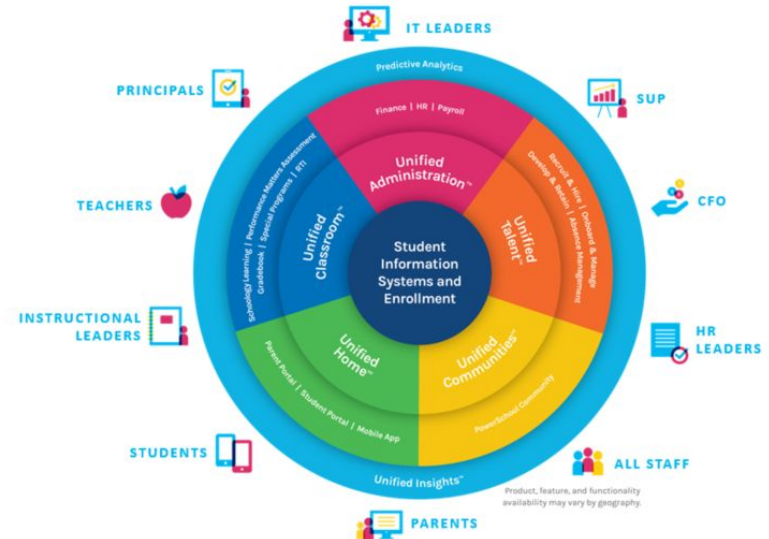 IT LEADERS
PRINCIPALS
SUP
TEACHERS
CFO
INSTRUCTIONAL
LEADERS
HR
LEADERS
STUDENTS
ALL STAFF
PARENTS
Predictive Analytics
Finance | HR | Payroll
Unified
Administration™
Recruit & Hire | Onboard & Manage
Develop & Retain | Absence Management
Unified
Talent™
Schoology Learning | Performance Matters Assessment
Gradebook | Special Programs | RTI
Unified
Classroom™
Student
Information
Systems and
Enrollment
Unified
Home™
Parent Portal | Student Portal | Mobile App
Unified
Communities™
PowerSchool Community
Unified Insights™
Product, feature, and functionality
availability may vary by geography.